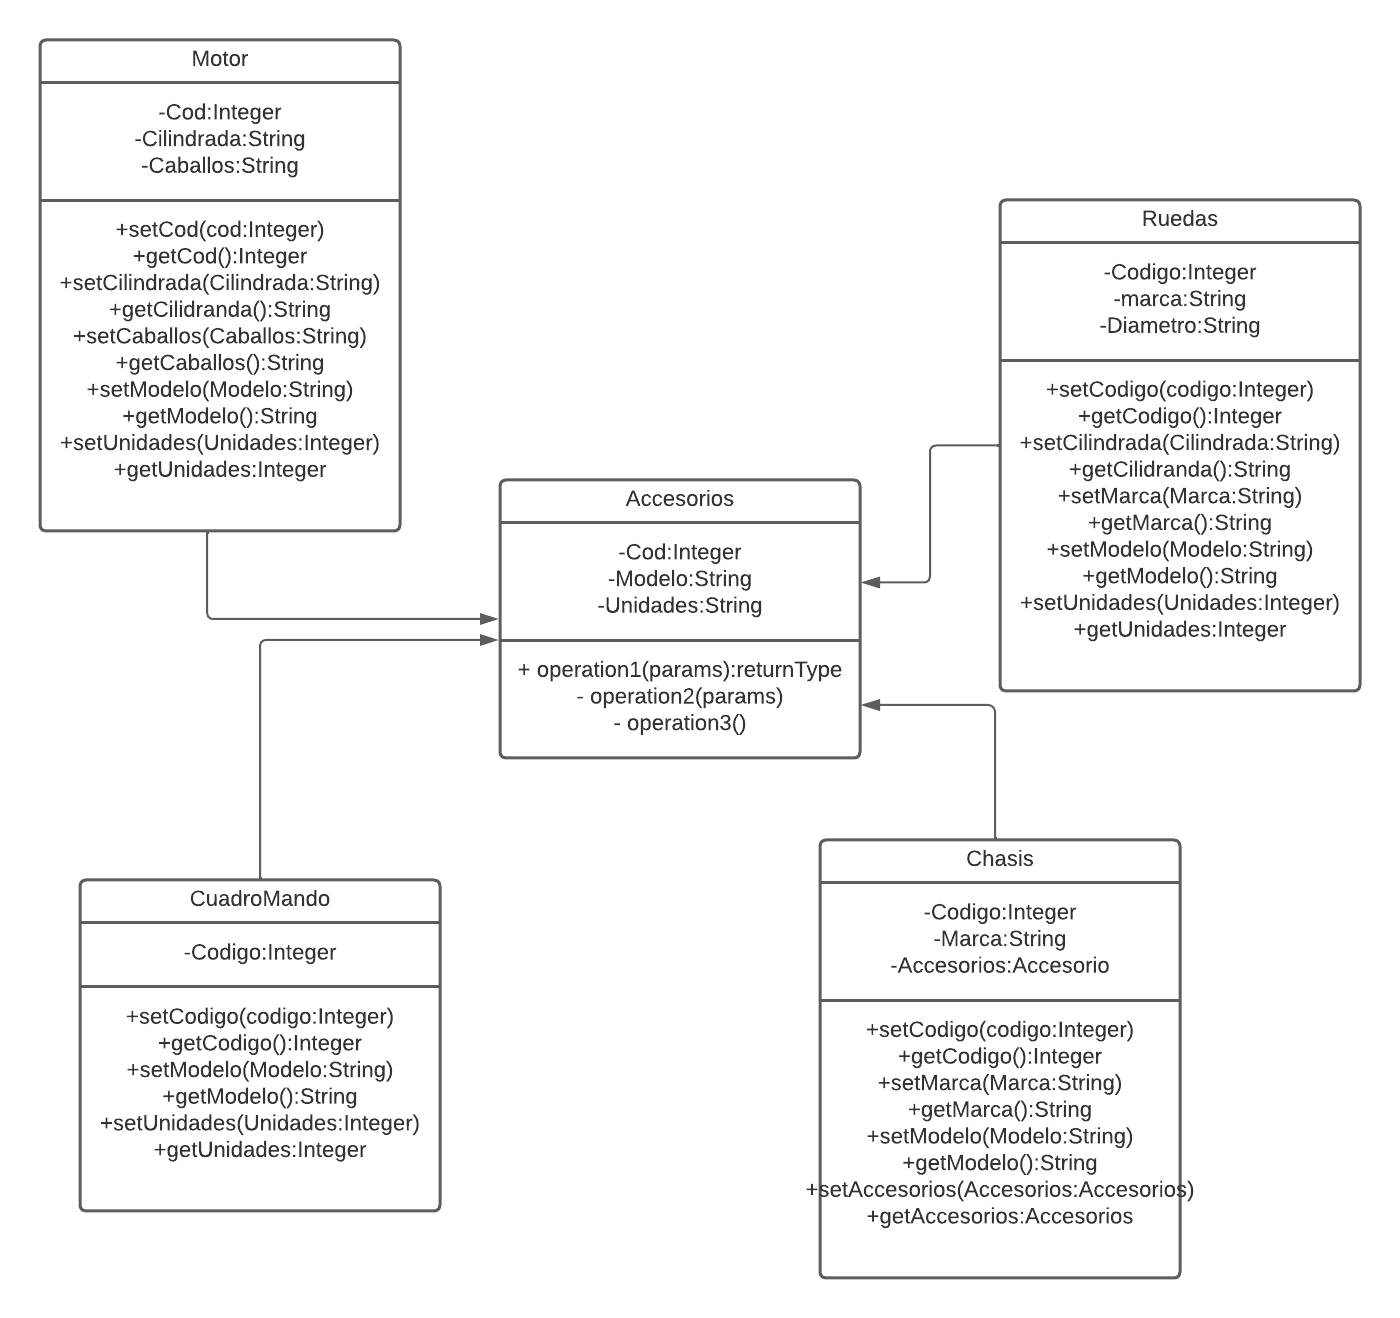 Motor
-Cod:Integer
-Cilindrada:String
-Caballos:String
+setCod(cod:Integer)
+getCod():Integer
+setCilindrada(Cilindrada:String)
+getCilidranda():String
+setCaballos(Caballos:String)
+getCaballos():String
+setModelo(Modelo:String)
+getModelo():String
+setUnidades(Unidades:Integer)
+getUnidades:Integer
Ruedas
-Codigo:Integer
-marca:String
-Diametro:String
+setCodigo(codigo:Integer)
+getCodigo():Integer
+setCilindrada(Cilindrada:String)
+getCilidranda():String
+setMarca(Marca:String)
+getMarca():String
+setModelo(Modelo:String)
+getModelo():String
+setUnidades(Unidades:Integer)
+getUnidades:Integer
Accesorios
-Cod:Integer
-Modelo:String
-Unidades:String
+ operation1(params):returnType
- operation2(params)
- operation3()
CuadroMando
-Codigo:Integer
+setCodigo(codigo:Integer)
+getCodigo():Integer
+setModelo(Modelo:String)
+getModelo():String
+setUnidades(Unidades:Integer)
+getUnidades:Integer
Chasis
-Codigo:Integer
-Marca:String
-Accesorios:Accesorio
+setCodigo(codigo:Integer)
+getCodigo():Integer
+setMarca(Marca:String)
+getMarca():String
+setModelo(Modelo:String)
+getModelo():String
+setAccesorios(Accesorios:Accesorios)
+getAccesorios:Accesorios